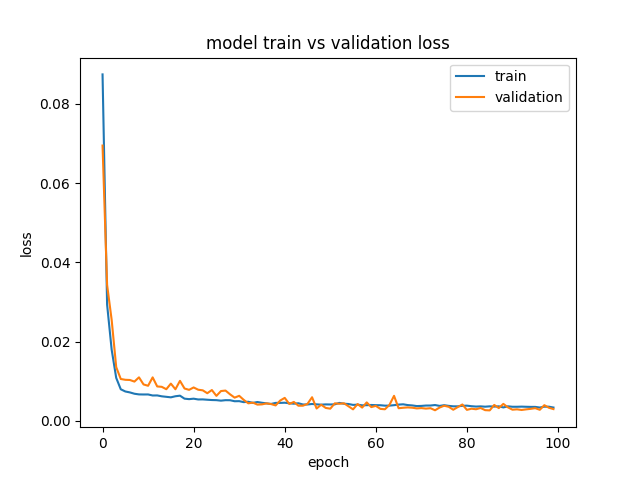 model train vs validation loss
train
validation
0.08
0.06
0.04
0.02
0.00
loss
0 20 40 60 80 100
epoch